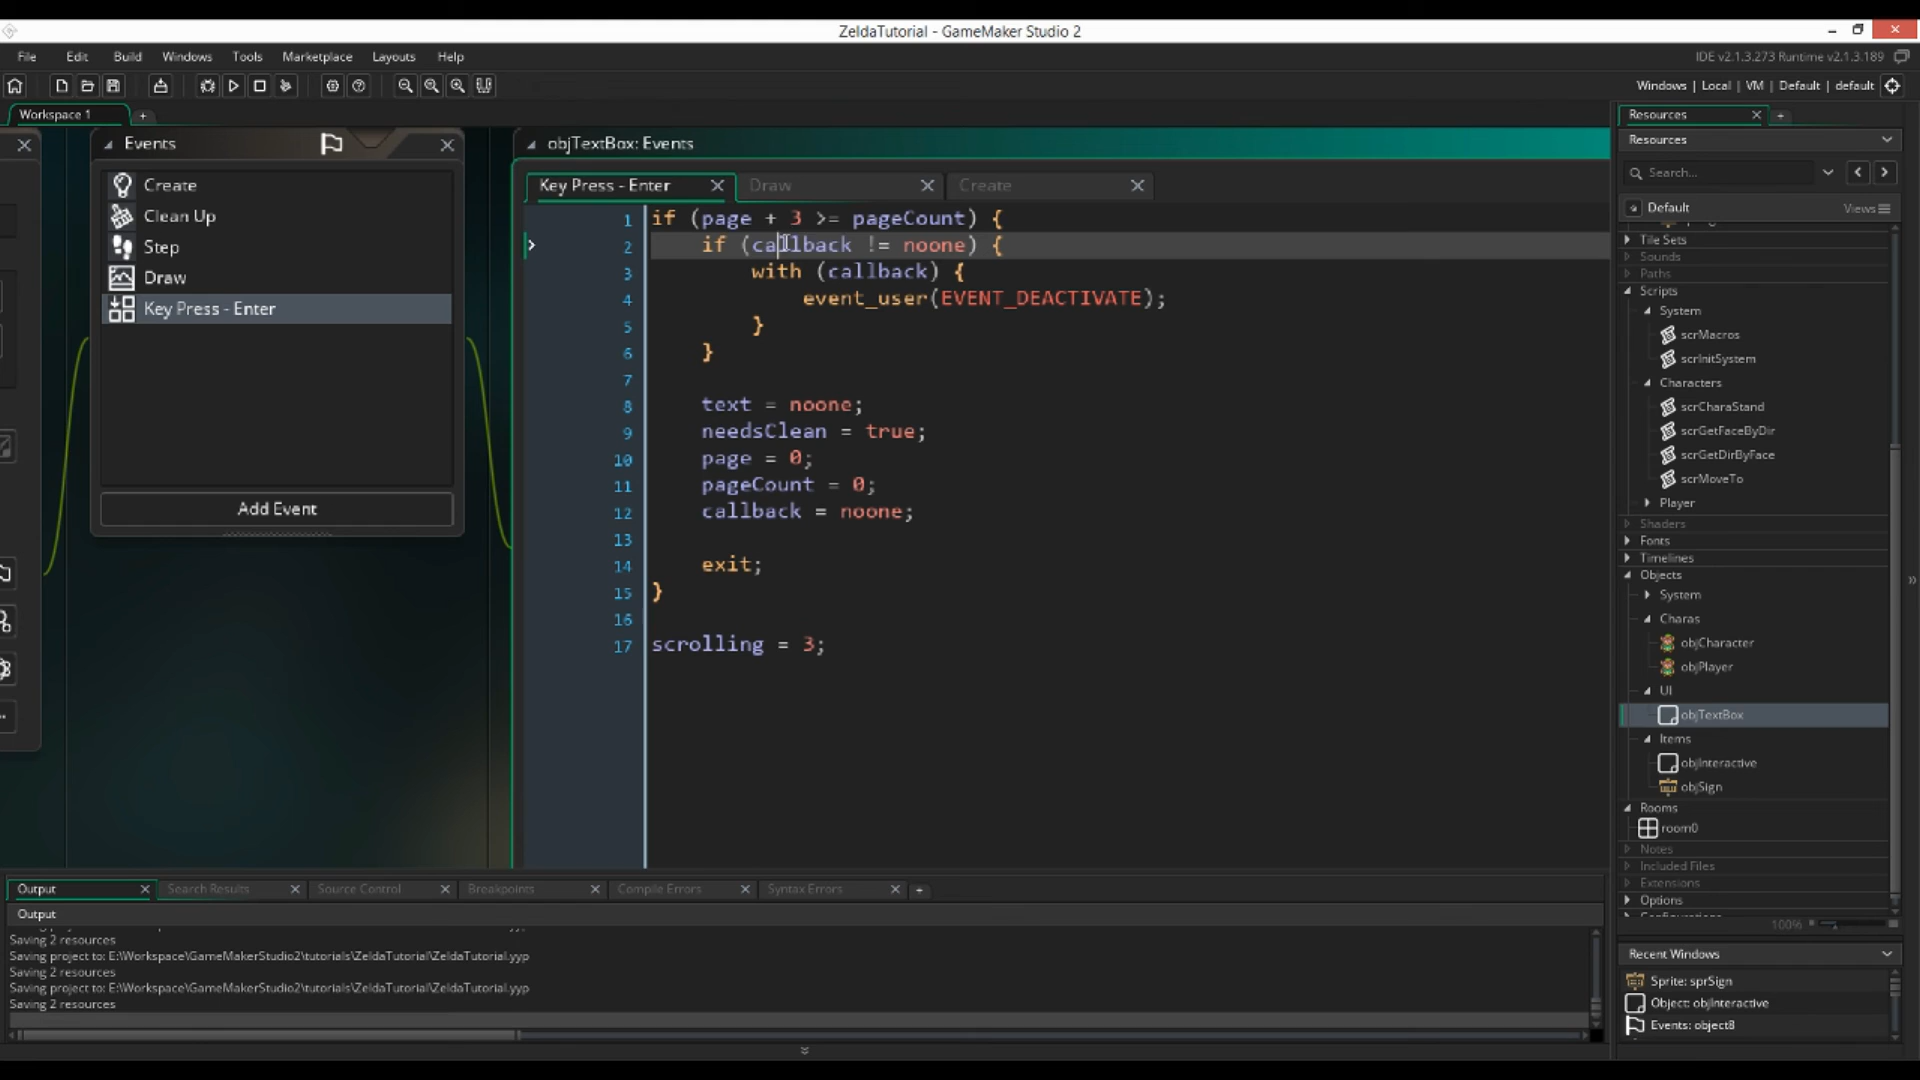 ZeldaTutorial - GameMaker Studio 2
File Edit Build Windows Tools Marketplace Layouts Help
IDE v2.1.3.273 Runtime v2.1.3.189
Windows | Local | VM | Default | default
Workspace 1
Events
Create
Clean Up
Step
Draw
Key Press - Enter
Add Event
objTextBox: Events
Key Press - Enter Draw Create
1 if (page + 3 >= pageCount) {
2 if (callback != noone) {
3 with (callback) {
4 event_user(EVENT_DEACTIVATE);
5 }
6 }
7
8 text = noone;
9 needsClean = true;
10 page = 0;
11 pageCount = 0;
12 callback = noone;
13
14 exit;
15 }
16
17 scrolling = 3;
Resources
Resources
Search...
Default Views
Tile Sets
Sounds
Paths
Scripts
System
scrMacros
scrInitSystem
Characters
scrCharaStand
scrGetFaceByDir
scrGetDirByFace
scrMoveTo
Player
Shaders
Fonts
Timelines
Objects
System
Charas
objCharacter
objPlayer
UI
objTextBox
Items
objInteractive
objSign
Rooms
room0
Notes
Included Files
Extensions
Options
100%
Recent Windows
Sprite: sprSign
Object: objInteractive
Events: object8
Output Search Results Source Control Breakpoints Compile Errors Syntax Errors
Output
Saving 2 resources
Saving project to: E:\Workspace\GameMakerStudio2\tutorials\ZeldaTutorial\ZeldaTutorial.yyp
Saving 2 resources
Saving project to: E:\Workspace\GameMakerStudio2\tutorials\ZeldaTutorial\ZeldaTutorial.yyp
Saving 2 resources